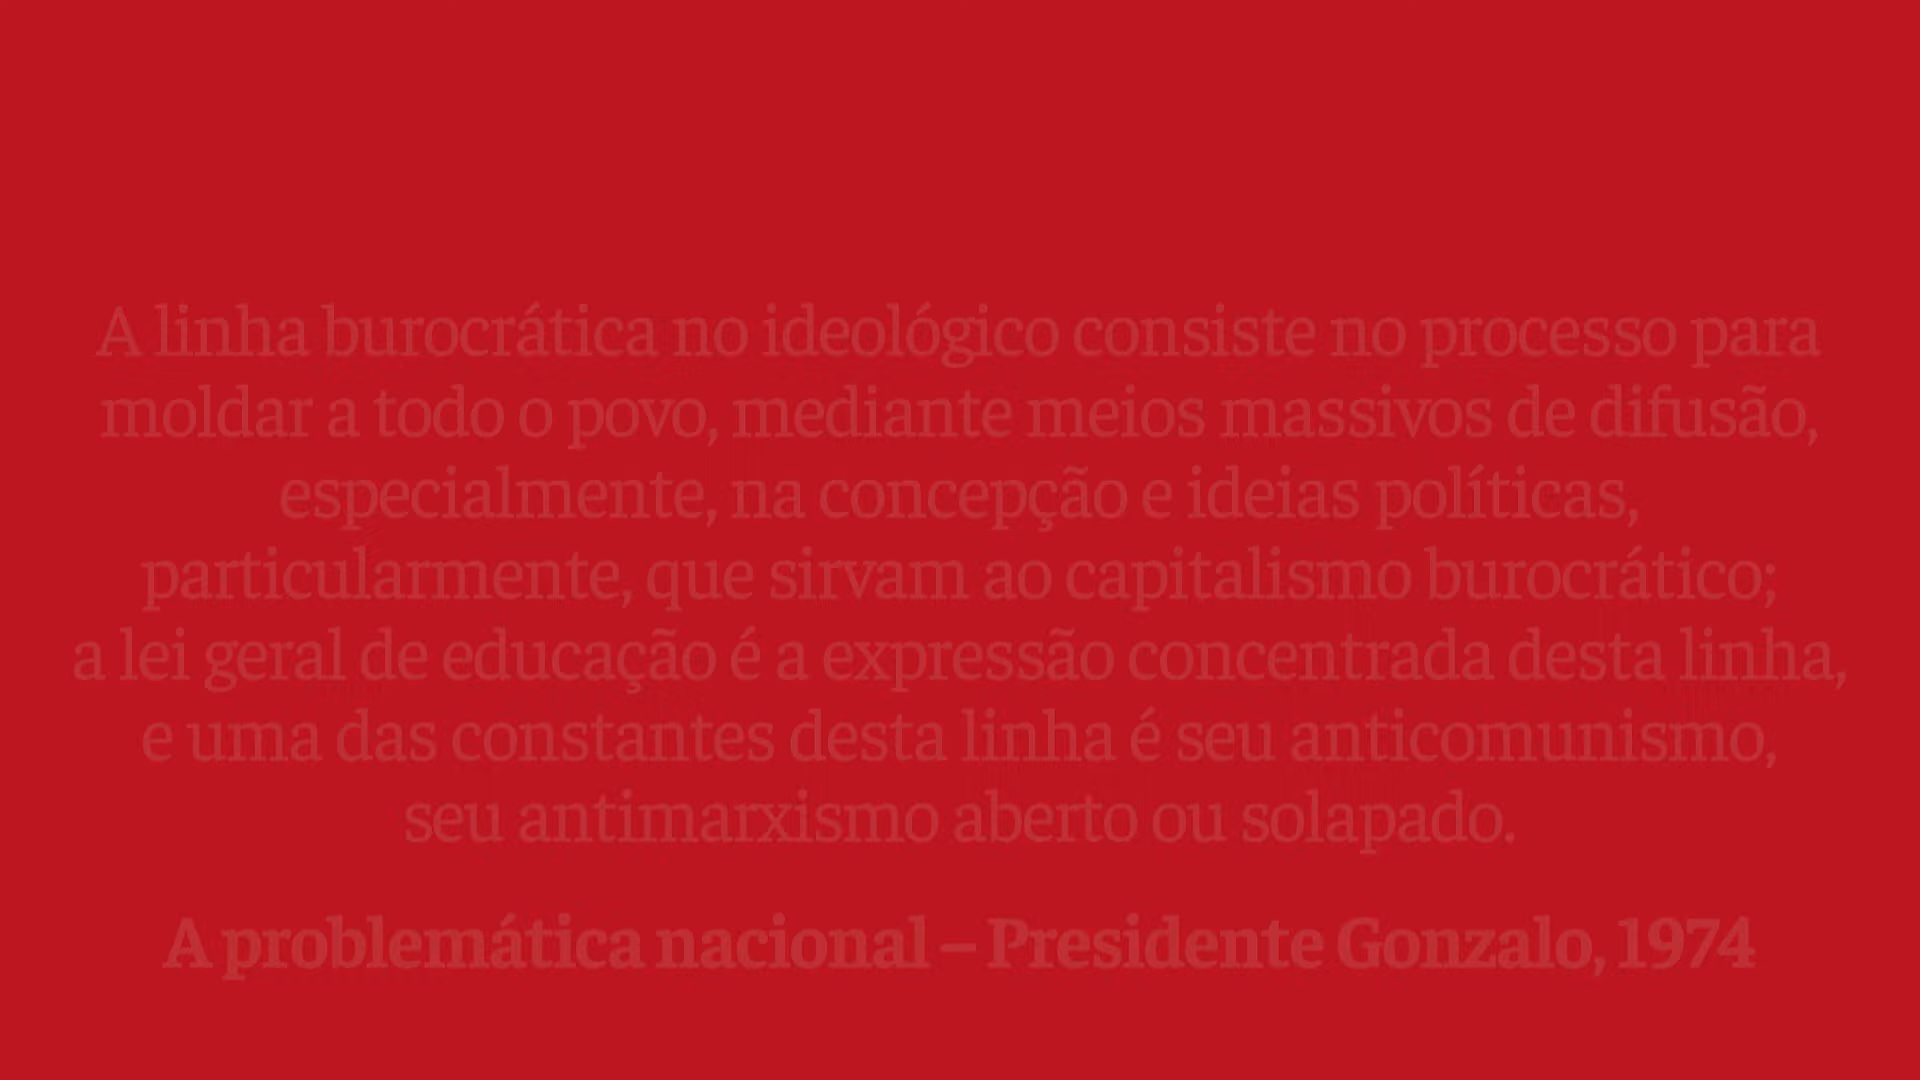 A linha burocrática no ideológico consiste no processo para
moldar a todo o povo, mediante meios massivos de difusão,
especialmente, na concepção e ideias políticas,
particularmente, que sirvam ao capitalismo burocrático;
a lei geral de educação é a expressão concentrada desta linha,
e uma das constantes desta linha é seu anticomunismo,
seu antimarxismo aberto ou solapado.
A problemática nacional – Presidente Gonzalo, 1974